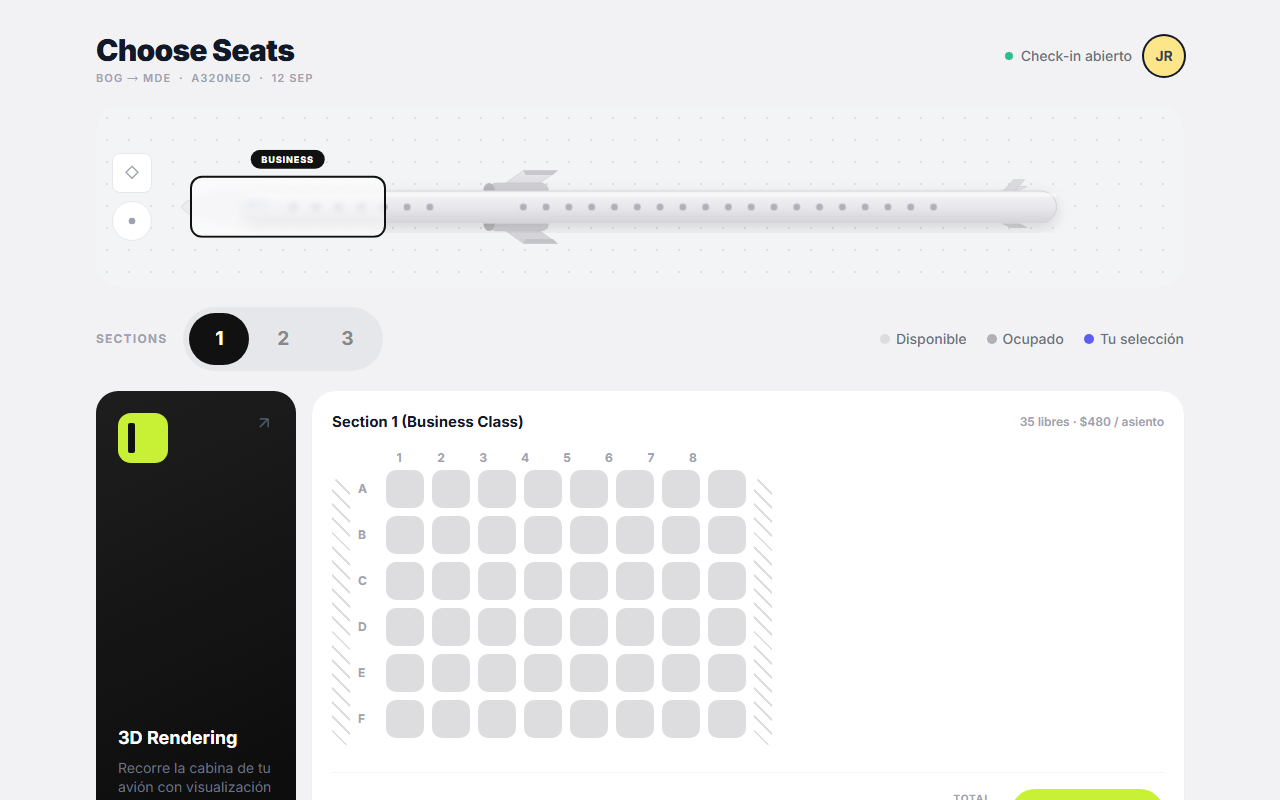 Choose Seats
BOG → MDE · A320NEO · 12 SEP
Check-in abierto
JR
BUSINESS
SECTIONS
1 2 3
Disponible
Ocupado
Tu selección
Section 1 (Business Class)
35 libres · $480 / asiento
1 2 3 4 5 6 7 8
A
B
C
D
E
F
3D Rendering
Recorre la cabina de tu
avión con visualización
TOTAL